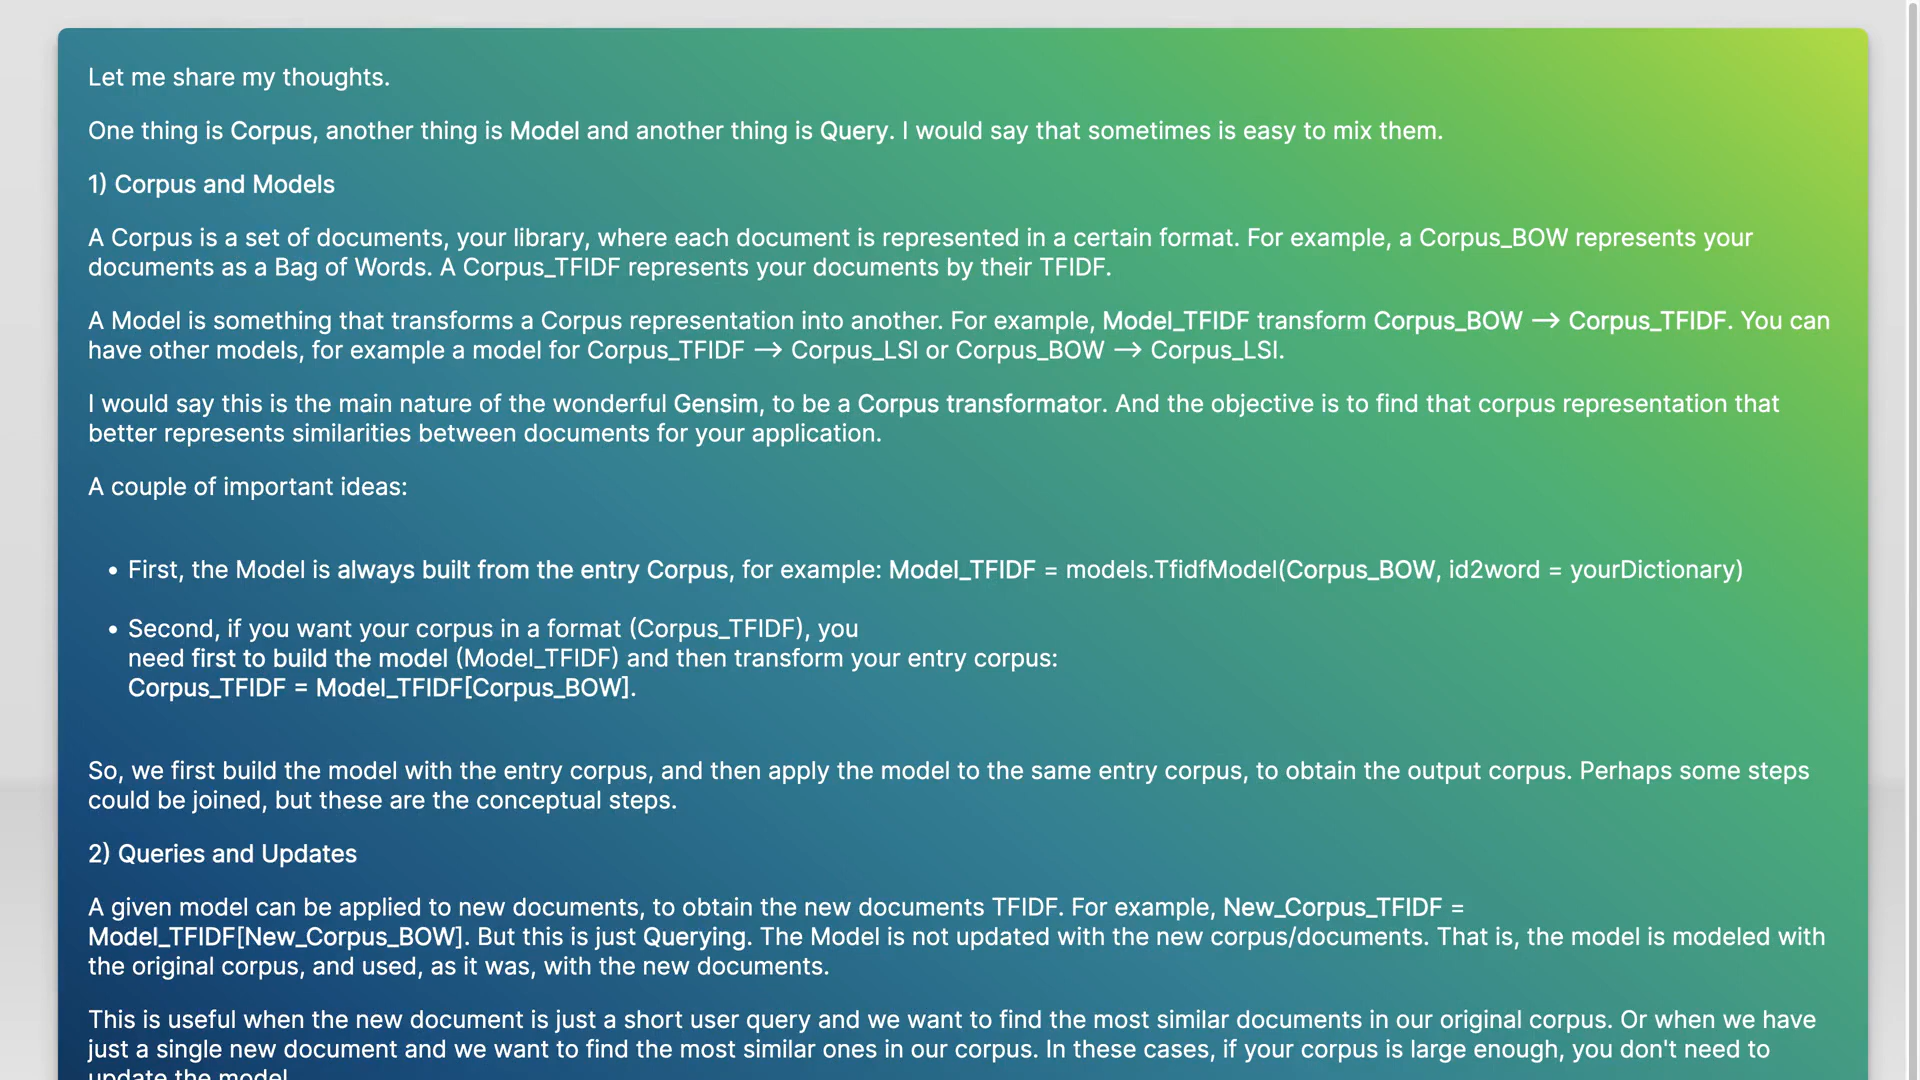 Let me share my thoughts.
One thing is Corpus, another thing is Model and another thing is Query. I would say that sometimes is easy to mix them.
1) Corpus and Models
A Corpus is a set of documents, your library, where each document is represented in a certain format. For example, a Corpus_BOW represents your
documents as a Bag of Words. A Corpus_TFIDF represents your documents by their TFIDF.
A Model is something that transforms a Corpus representation into another. For example, Model_TFIDF transform Corpus_BOW --> Corpus_TFIDF. You can
have other models, for example a model for Corpus_TFIDF --> Corpus_LSI or Corpus_BOW --> Corpus_LSI.
I would say this is the main nature of the wonderful Gensim, to be a Corpus transformator. And the objective is to find that corpus representation that
better represents similarities between documents for your application.
A couple of important ideas:
• First, the Model is always built from the entry Corpus, for example: Model_TFIDF = models.TfidfModel(Corpus_BOW, id2word = yourDictionary)
• Second, if you want your corpus in a format (Corpus_TFIDF), you
need first to build the model (Model_TFIDF) and then transform your entry corpus:
Corpus_TFIDF = Model_TFIDF[Corpus_BOW].
So, we first build the model with the entry corpus, and then apply the model to the same entry corpus, to obtain the output corpus. Perhaps some steps
could be joined, but these are the conceptual steps.
2) Queries and Updates
A given model can be applied to new documents, to obtain the new documents TFIDF. For example, New_Corpus_TFIDF =
Model_TFIDF[New_Corpus_BOW]. But this is just Querying. The Model is not updated with the new corpus/documents. That is, the model is modeled with
the original corpus, and used, as it was, with the new documents.
This is useful when the new document is just a short user query and we want to find the most similar documents in our original corpus. Or when we have
just a single new document and we want to find the most similar ones in our corpus. In these cases, if your corpus is large enough, you don't need to
update the model.